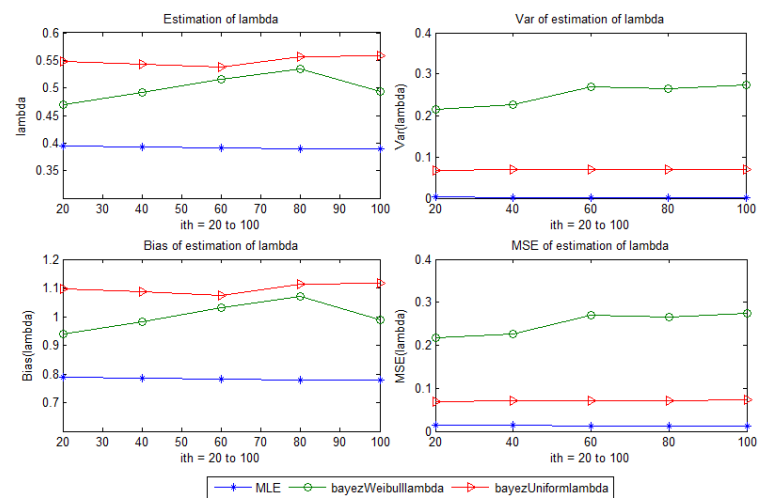 Estimation of lambda
0.6
0.55
0.5
0.45
0.4
0.35
lambda
20 30 40 50 60 70 80 90 100
ith = 20 to 100
Var of estimation of lambda
0.4
0.3
0.2
0.1
0
Var(lambda)
20 40 60 80 100
ith = 20 to 100
Bias of estimation of lambda
1.2
1.1
1
0.9
0.8
0.7
Bias(lambda)
20 30 40 50 60 70 80 90 100
ith = 20 to 100
MSE of estimation of lambda
0.4
0.3
0.2
0.1
0
MSE(lambda)
20 40 60 80 100
ith = 20 to 100
MLE bayezWeibulllambda bayezUniformlambda